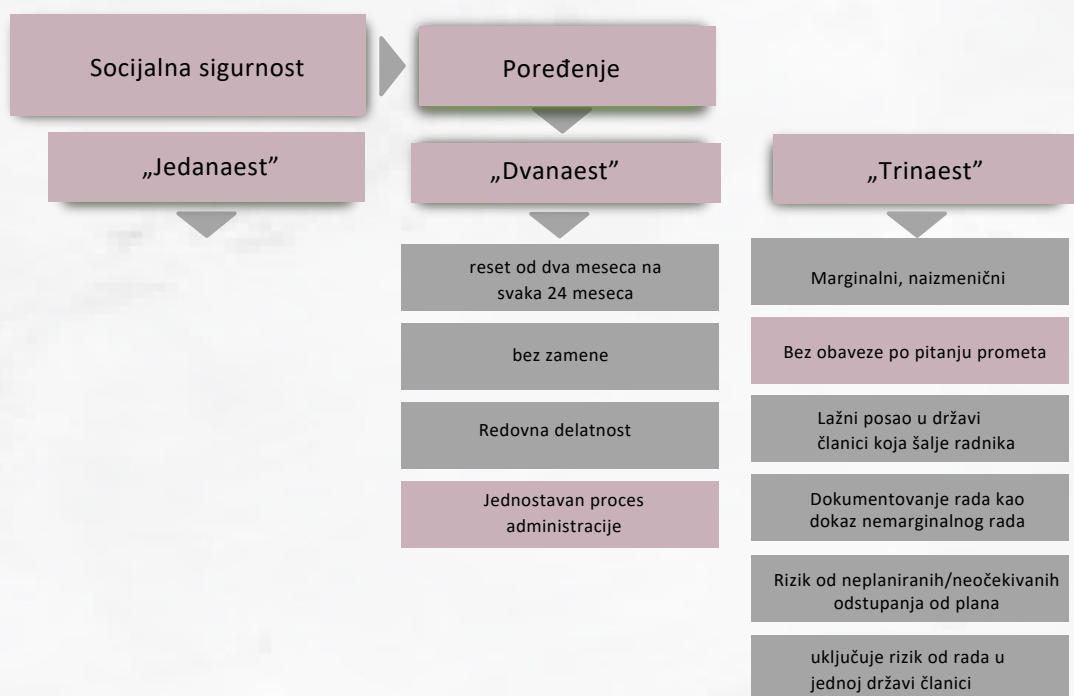 Socijalna sigurnost
Poređenje
„Jedanaest”
„Dvanaest”
„Trinaest”
reset od dva meseca na
svaka 24 meseca
bez zamene
Redovna delatnost
Jednostavan proces
administracije
Marginalni, naizmenični
Bez obaveze po pitanju prometa
Lažni posao u državi
članici koja šalje radnika
Dokumentovanje rada kao
dokaz nemarginalnog rada
Rizik od neplaniranih/neočekivanih
odstupanja od plana
uključuje rizik od rada u
jednoj državi članici